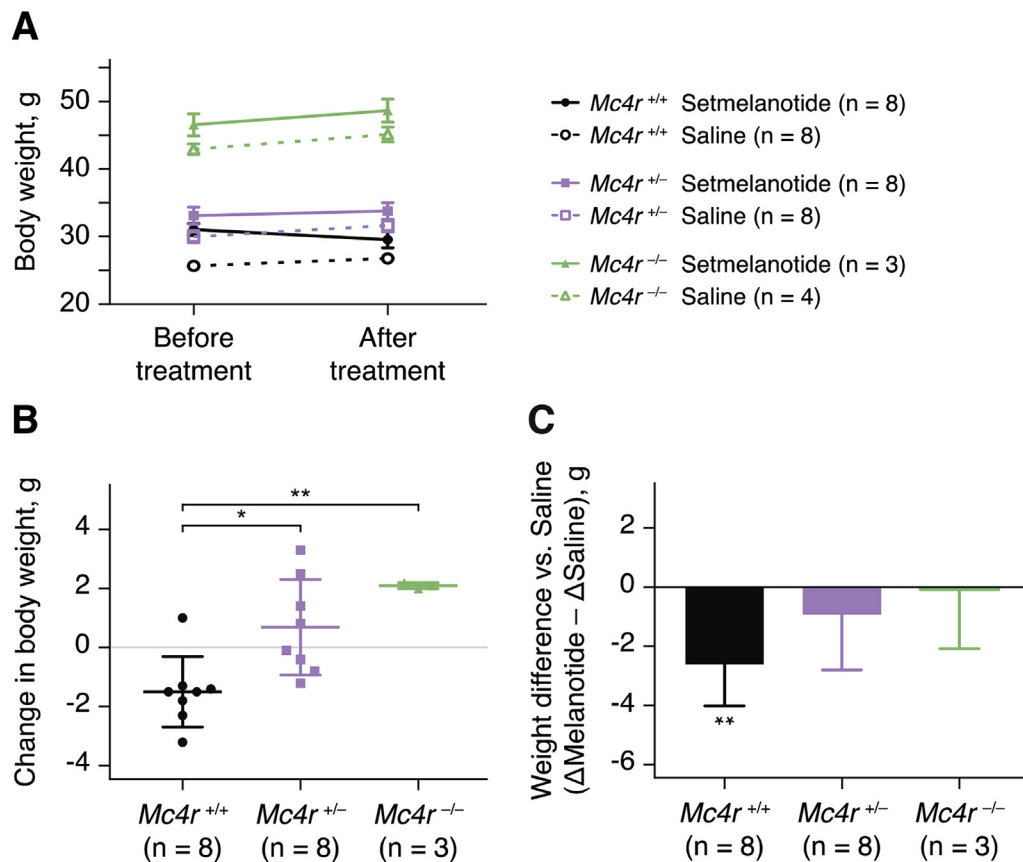 A
Body weight, g
50
40
30
20
Before
treatment
After
treatment
Mc4r +/+ Setmelanotide (n = 8)
Mc4r +/+ Saline (n = 8)
Mc4r +/– Setmelanotide (n = 8)
Mc4r +/– Saline (n = 8)
Mc4r –/– Setmelanotide (n = 3)
Mc4r –/– Saline (n = 4)
B
Change in body weight, g
4
2
0
-2
-4
*
**
Mc4r +/+
(n = 8)
Mc4r +/–
(n = 8)
Mc4r –/–
(n = 3)
C
Weight difference vs. Saline
(ΔMelanotide – ΔSaline), g
2
0
-2
-4
-6
**
Mc4r +/+
(n = 8)
Mc4r +/–
(n = 8)
Mc4r –/–
(n = 3)